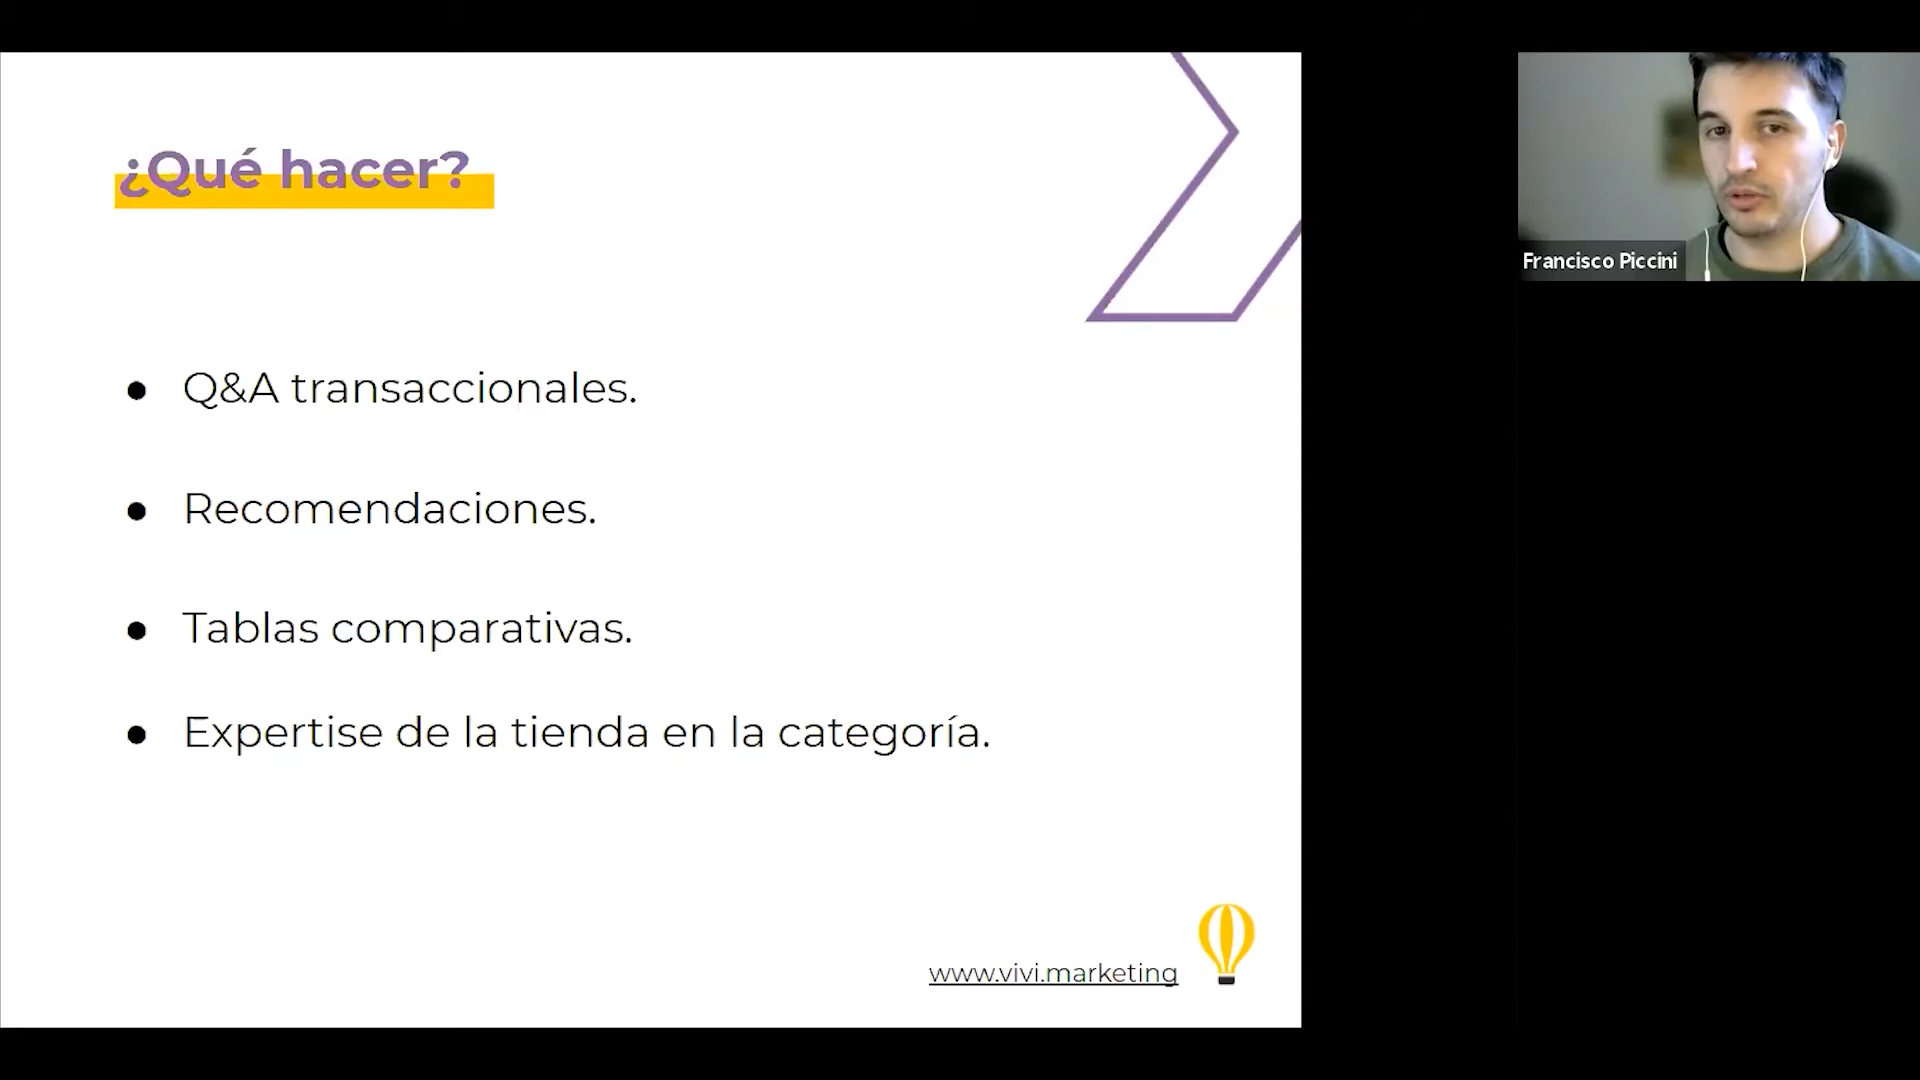 ¿Qué hacer?
● Q&A transaccionales.
● Recomendaciones.
● Tablas comparativas.
● Expertise de la tienda en la categoría.
www.vivi.marketing
Francisco Piccini